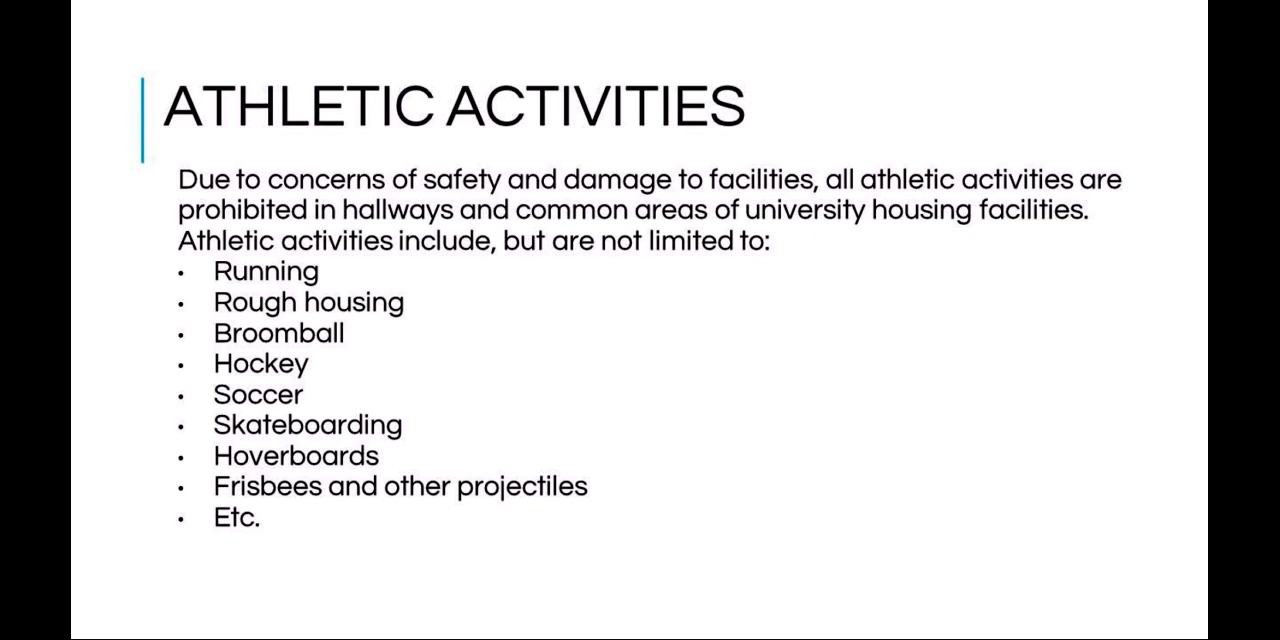 ATHLETIC ACTIVITIES
Due to concerns of safety and damage to facilities, all athletic activities are
prohibited in hallways and common areas of university housing facilities.
Athletic activities include, but are not limited to:
• Running
• Rough housing
• Broomball
• Hockey
• Soccer
• Skateboarding
• Hoverboards
• Frisbees and other projectiles
• Etc.